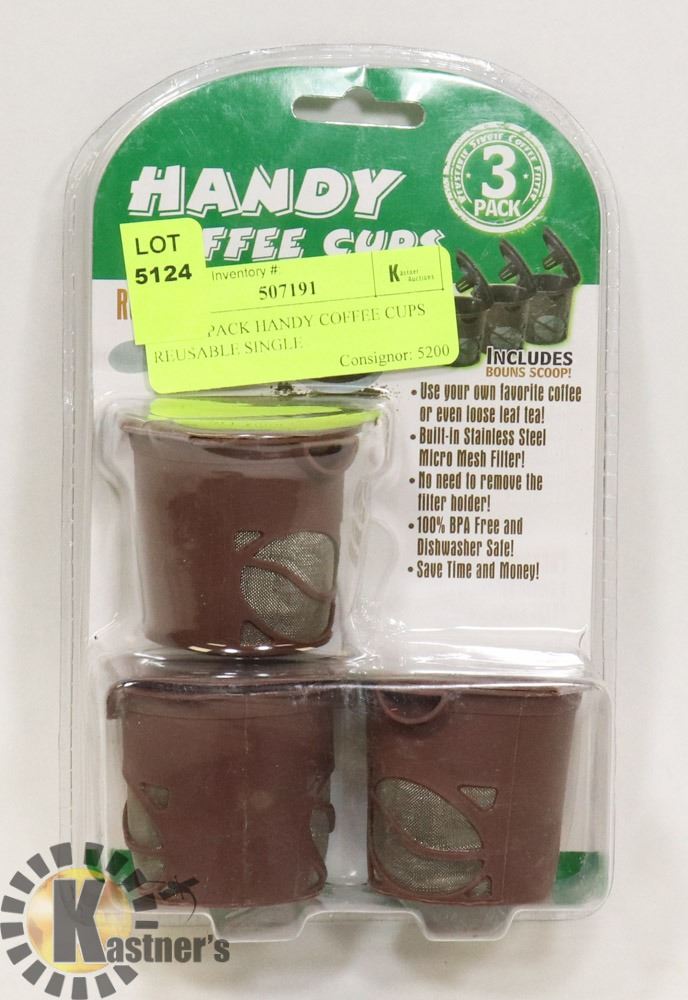 HANDY
FFEE CUPS
REUSABLE SINGLE COFFEE FILTER
3
PACK
LOT
5124
Inventory #:
507191
Kastner
Auctions
PACK HANDY COFFEE CUPS
REUSABLE SINGLE
Consignor: 5200
INCLUDES
BOUNS SCOOP!
• Use your own favorite coffee
or even loose leaf tea!
• Built-in Stainless Steel
Micro Mesh Filter!
• No need to remove the
filter holder!
• 100% BPA Free and
Dishwasher Safe!
• Save Time and Money!
Kastner's